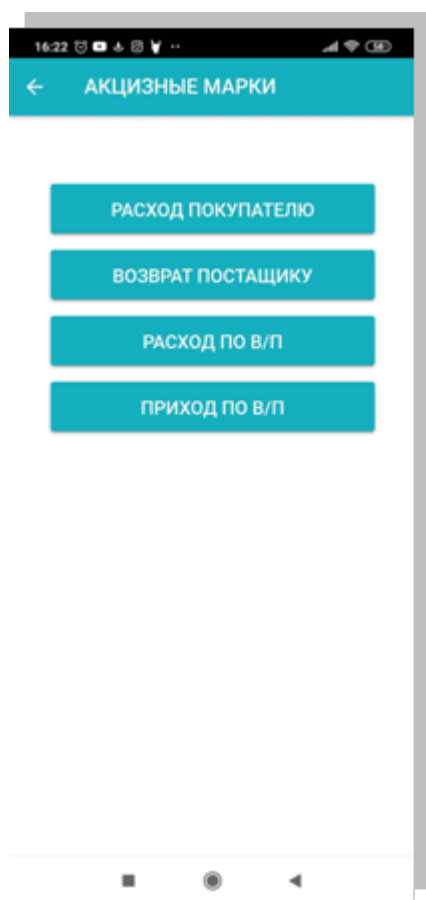 16:22
АКЦИЗНЫЕ МАРКИ
РАСХОД ПОКУПАТЕЛЮ
ВОЗВРАТ ПОСТАЩИКУ
РАСХОД ПО В/П
ПРИХОД ПО В/П